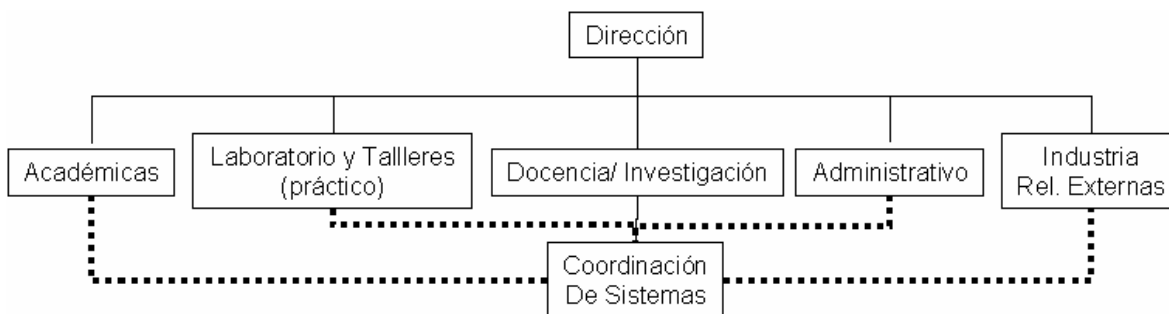 Dirección
Académicas
Laboratorio y Tallleres
(práctico)
Docencia/ Investigación
Administrativo
Industria
Rel. Externas
Coordinación
De Sistemas